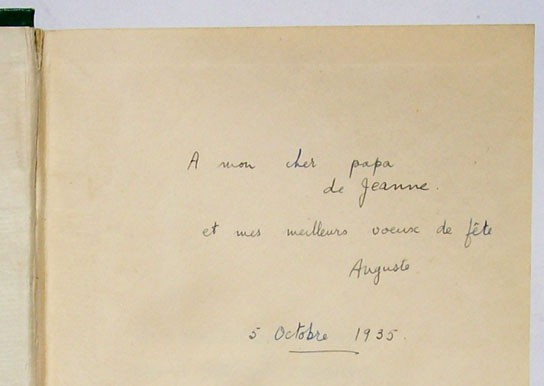 A mon cher papa
de Jeanne.
et mes meilleurs voeux de fête
Auguste.
5 Octobre 1935.